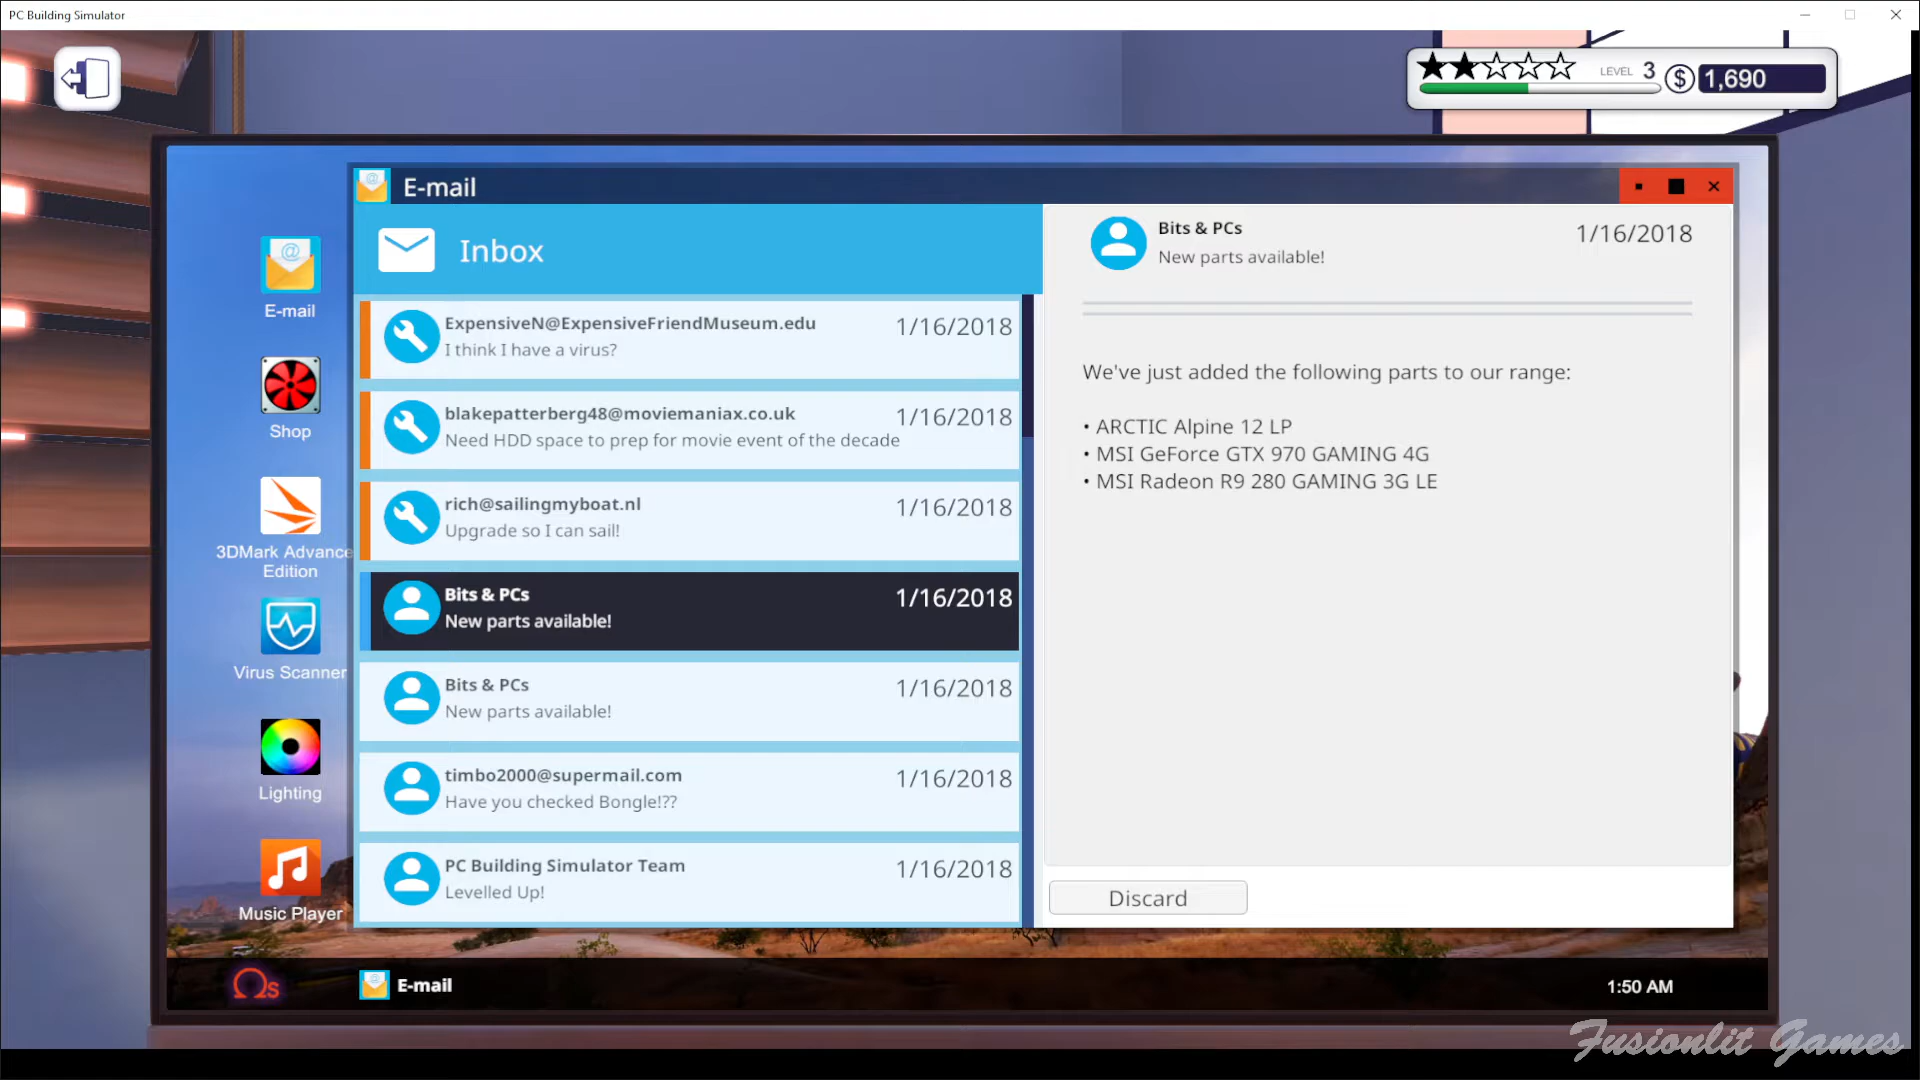 PC Building Simulator
LEVEL 3
$ 1,690
E-mail
Inbox
ExpensiveN@ExpensiveFriendMuseum.edu 1/16/2018
I think I have a virus?
blakepatterberg48@moviemaniax.co.uk 1/16/2018
Need HDD space to prep for movie event of the decade
rich@sailingmyboat.nl 1/16/2018
Upgrade so I can sail!
Bits & PCs 1/16/2018
New parts available!
Bits & PCs 1/16/2018
New parts available!
timbo2000@supermail.com 1/16/2018
Have you checked Bongle!??
PC Building Simulator Team 1/16/2018
Levelled Up!
Bits & PCs 1/16/2018
New parts available!
We've just added the following parts to our range:
• ARCTIC Alpine 12 LP
• MSI GeForce GTX 970 GAMING 4G
• MSI Radeon R9 280 GAMING 3G LE
Discard
E-mail
Shop
3DMark Advance
Edition
Virus Scanner
Lighting
Music Player
Ωs
E-mail
1:50 AM
Fusionlit Games